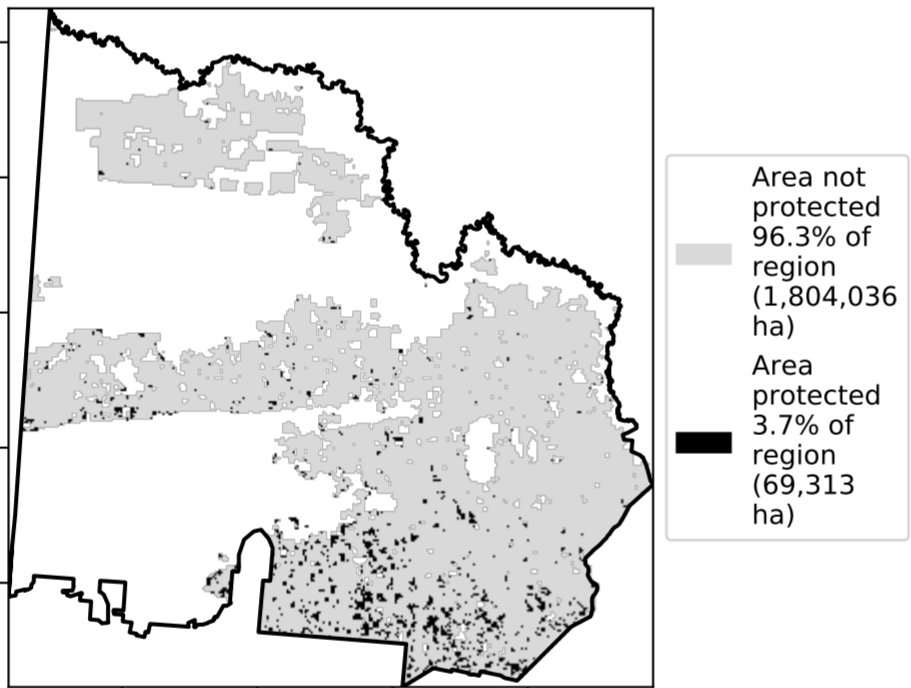 Area not
protected
96.3% of
region
(1,804,036
ha)
Area
protected
3.7% of
region
(69,313
ha)